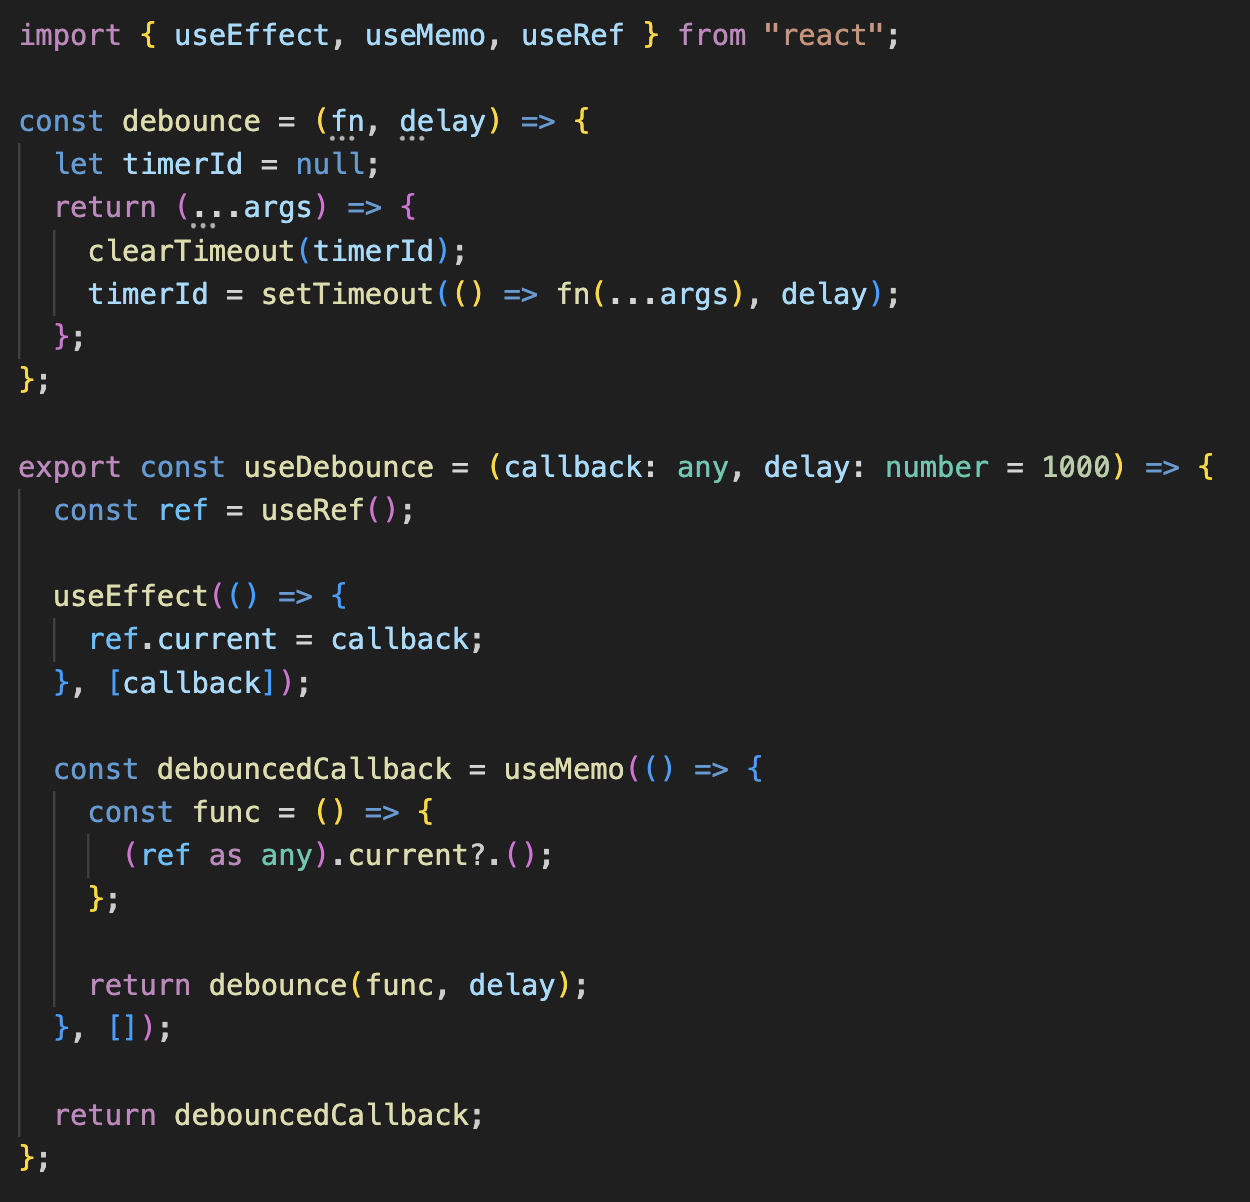 import { useEffect, useMemo, useRef } from "react";

const debounce = (fn, delay) => {
  let timerId = null;
  return (...args) => {
    clearTimeout(timerId);
    timerId = setTimeout(() => fn(...args), delay);
  };
};

export const useDebounce = (callback: any, delay: number = 1000) => {
  const ref = useRef();

  useEffect(() => {
    ref.current = callback;
  }, [callback]);

  const debouncedCallback = useMemo(() => {
    const func = () => {
      (ref as any).current?.();
    };

    return debounce(func, delay);
  }, []);

  return debouncedCallback;
};